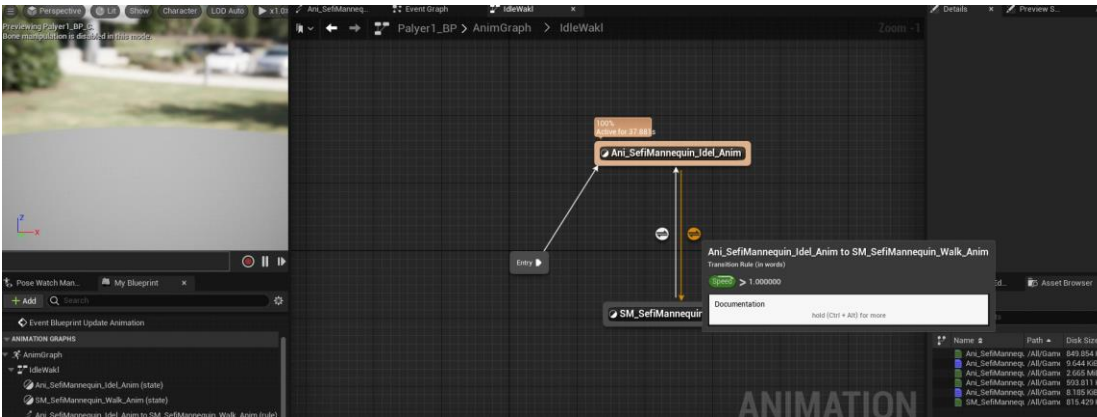 Perspective Lit Show Character LOD Auto x1.0
Previewing Palyer1_BP_C.
Bone manipulation is disabled in this mode.
Z
X
Pose Watch Man... My Blueprint
+ Add Search
Event Blueprint Update Animation
ANIMATION GRAPHS
AnimGraph
IdleWakl
Ani_SefiMannequin_Idel_Anim (state)
SM_SefiMannequin_Walk_Anim (state)
Ani_SefiMannequin_Idel_Anim to SM_SefiMannequin_Walk_Anim (rule)
Ani_SefiManneq... Event Graph IdleWakl
Palyer1_BP > AnimGraph > IdleWakl
Zoom -1
100%
Active for 37.881s
Ani_SefiMannequin_Idel_Anim
Entry
SM_SefiMannequin
Ani_SefiMannequin_Idel_Anim to SM_SefiMannequin_Walk_Anim
Transition Rule (in words)
Speed > 1.000000
Documentation
hold (Ctrl + Alt) for more
ANIMATION
Details Preview S...
Asset Browser
Name Path Disk Size
Ani_SefiMannequ. /All/Game 849.854
Ani_SefiMannequ. /All/Game 9.644 KiB
Ani_SefiMannequ. /All/Game 2.665 MiB
Ani_SefiMannequ. /All/Game 593.811
Ani_SefiMannequ. /All/Game 8.185 KiB
SM_SefiMannequ. /All/Game 815.429